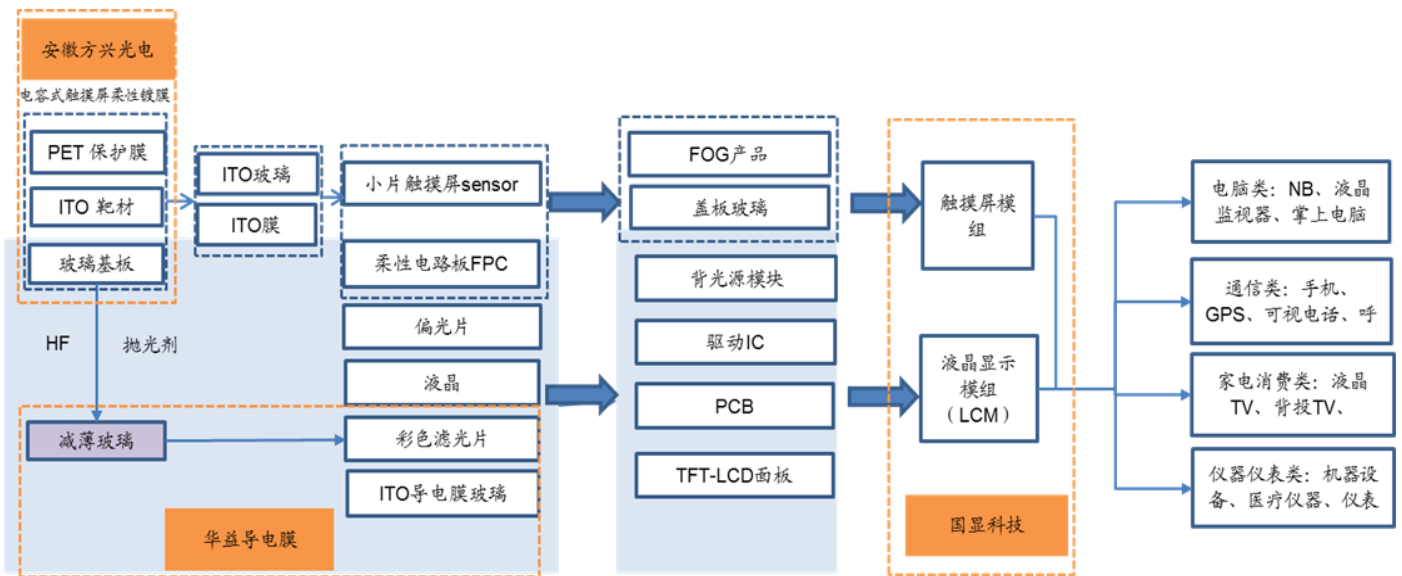 安徽方兴光电
电容式触摸屏柔性镀膜
PET 保护膜
ITO 靶材
玻璃基板
HF
抛光剂
减薄玻璃
华益导电膜
ITO玻璃
ITO膜
小片触摸屏sensor
柔性电路板FPC
偏光片
液晶
彩色滤光片
ITO导电膜玻璃
FOG产品
盖板玻璃
背光源模块
驱动IC
PCB
TFT-LCD面板
触摸屏模
组
液晶显示
模组
（LCM）
国显科技
电脑类：NB、液晶
监视器、掌上电脑
通信类：手机、
GPS、可视电话、呼
家电消费类：液晶
TV、背投TV、
仪器仪表类：机器设
备、医疗仪器、仪表